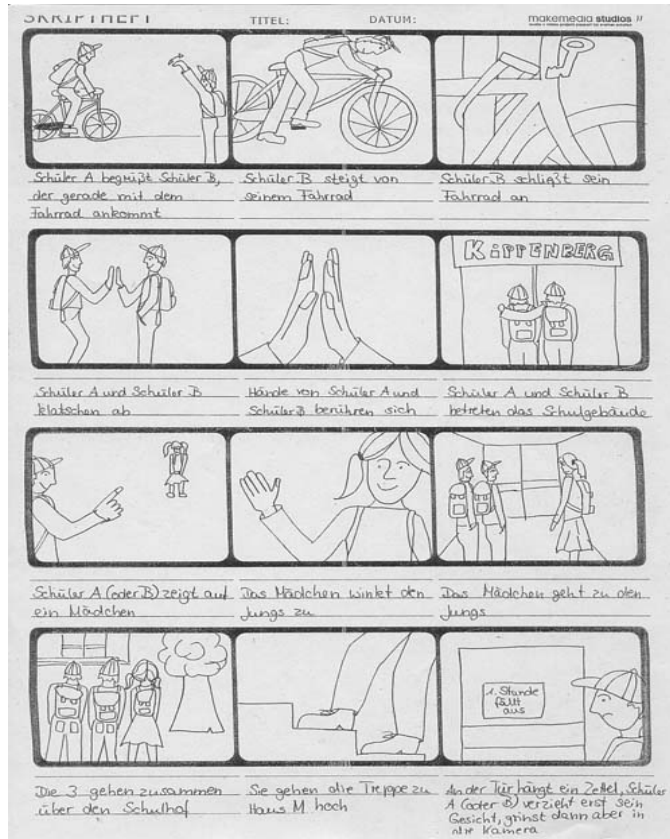 SKRIPTHEFT TITEL: DATUM: makemedia studios
Schüler A begrüßt Schüler B,
der gerade mit dem
Fahrrad ankommt
Schüler B steigt von
seinem Fahrrad
Schüler B schließt sein
Fahrrad an
KIPPENBERG
Schüler A und Schüler B
klatschen ab
Hände von Schüler A und
Schüler B berühren sich
Schüler A und Schüler B
betreten das Schulgebäude
Schüler A (oder B) zeigt auf
ein Mädchen
Das Mädchen winket den
Jungs zu
Das Mädchen geht zu den
Jungs
1. Stunde
fällt
aus
Die 3 gehen zusammen
über den Schulhof
Sie gehen die Treppe zu
Haus M hoch
An der Tür hängt ein Zettel, Schüler
A (oder B) verzieht erst sein
Gesicht, grinst dann aber in
die Kamera